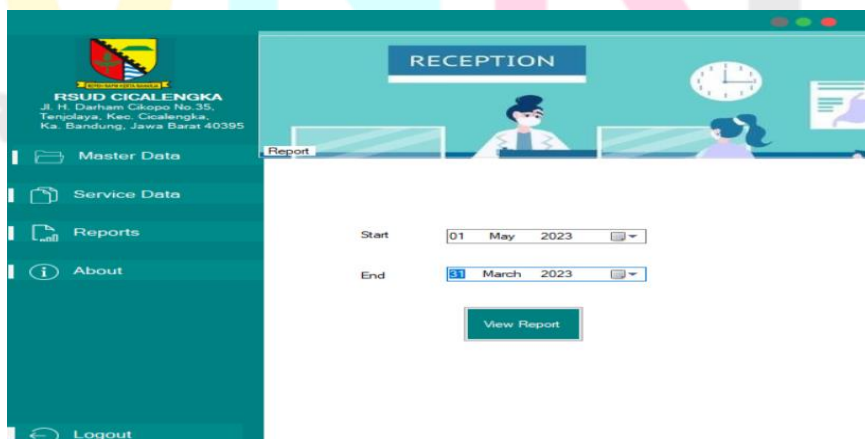 RSUD CICALENGKA
Jl. H. Darham Cikopo No.35,
Tenjolaya, Kec. Cicalengka,
Ka. Bandung, Jawa Barat 40395
Master Data
Service Data
Reports
About
Logout
RECEPTION
Report
Start 01 May 2023
End 31 March 2023
View Report